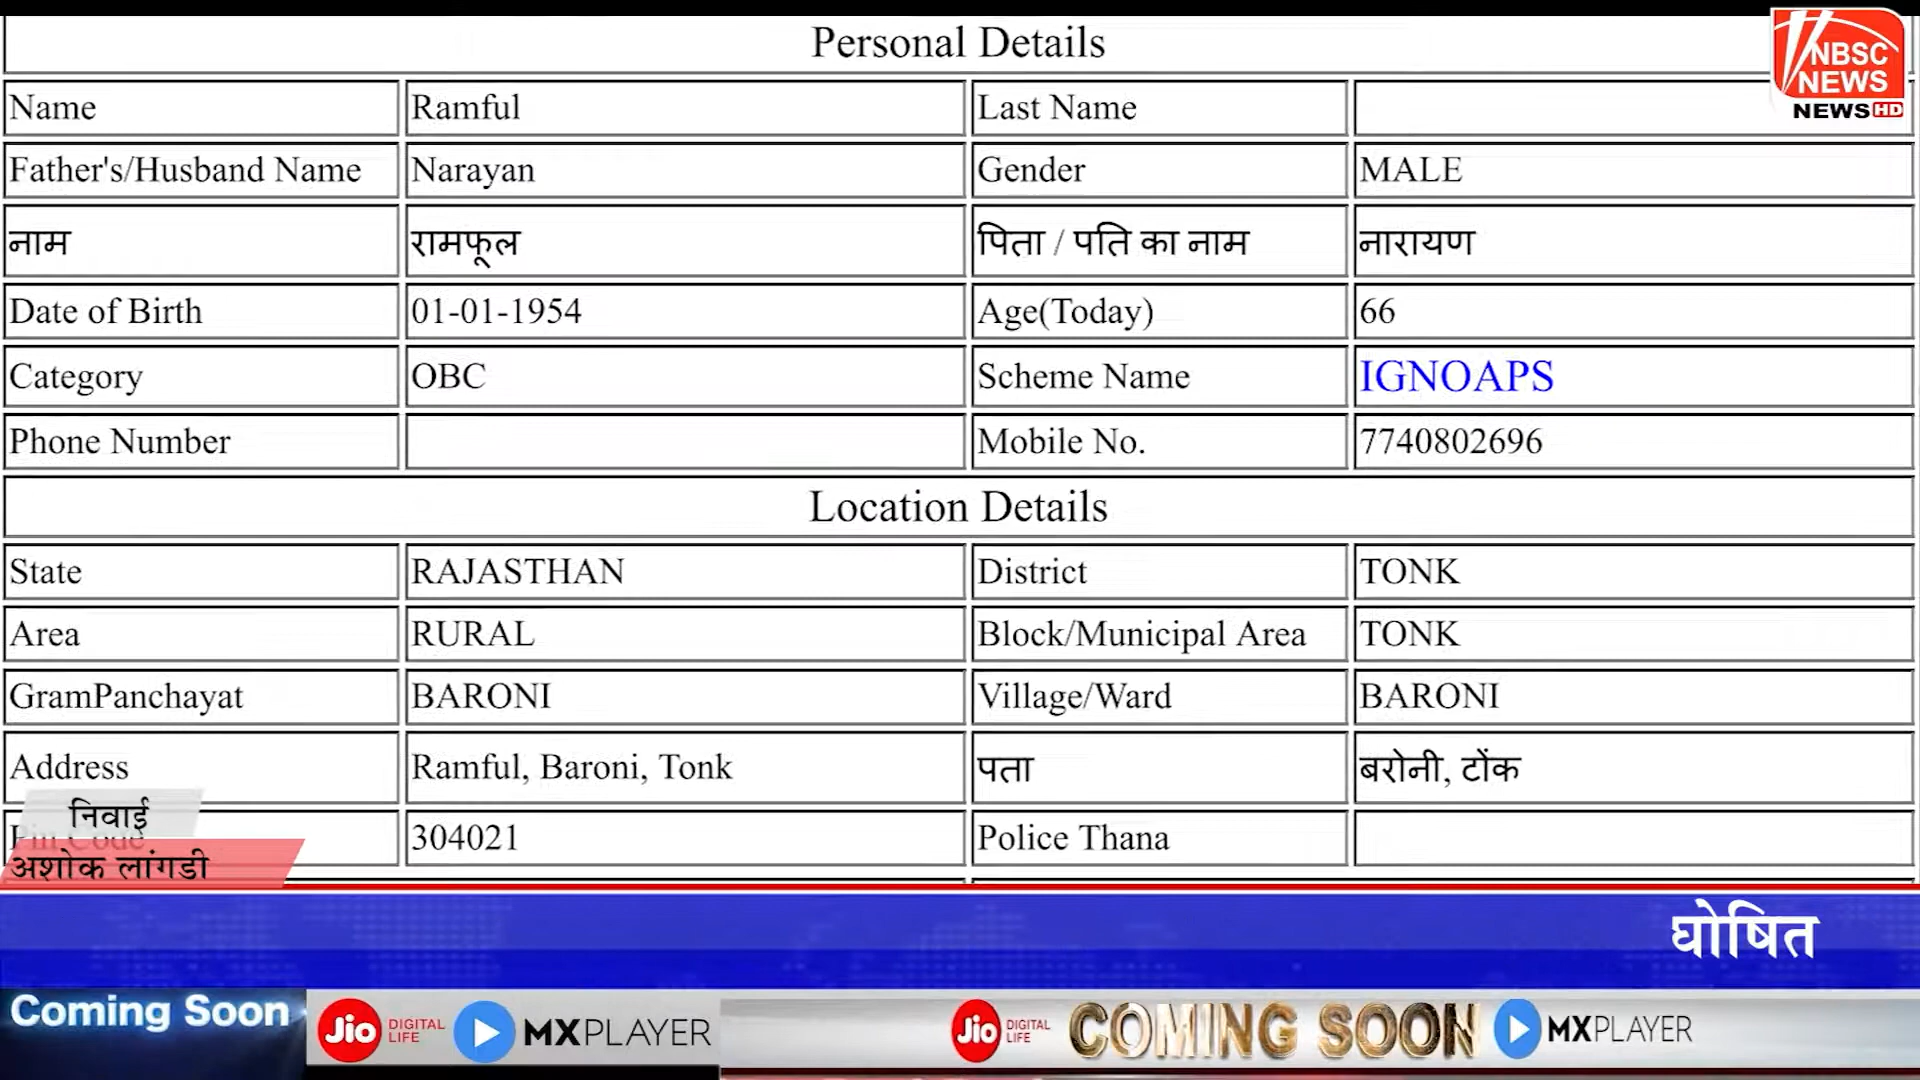 Personal Details
NBSC
NEWS
NEWS HD
Name Ramful Last Name
Father's/Husband Name Narayan Gender MALE
नाम रामफूल पिता / पति का नाम नारायण
Date of Birth 01-01-1954 Age(Today) 66
Category OBC Scheme Name IGNOAPS
Phone Number Mobile No. 7740802696
Location Details
State RAJASTHAN District TONK
Area RURAL Block/Municipal Area TONK
GramPanchayat BARONI Village/Ward BARONI
Address Ramful, Baroni, Tonk पता बरोनी, टोंक
निवाई
Pin Code 304021 Police Thana
अशोक लांगडी
घोषित
Coming Soon Jio DIGITAL LIFE MXPLAYER Jio DIGITAL LIFE COMING SOON MXPLAYER